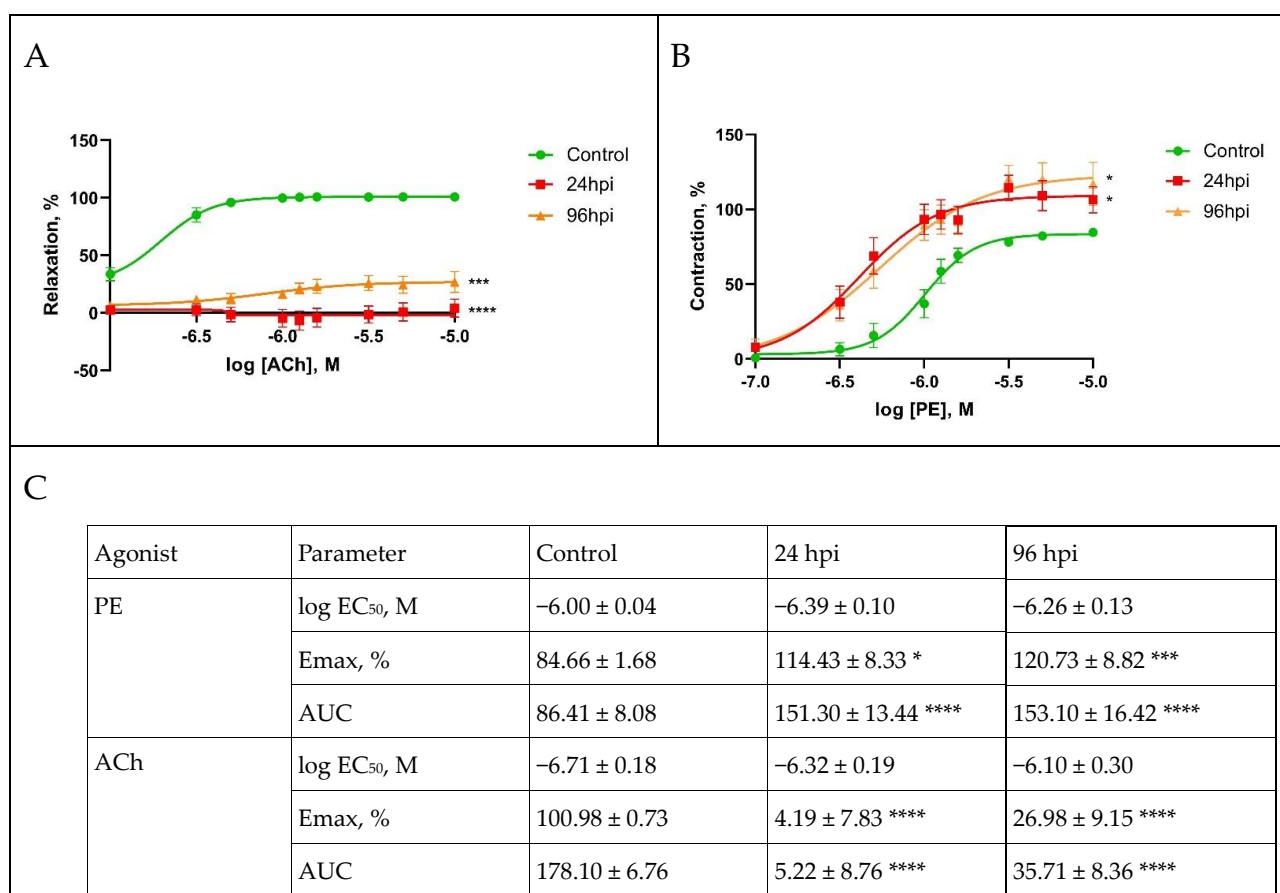 A
150
100
50
0
-50
Relaxation, %
-6.5 -6.0 -5.5 -5.0
log [ACh], M
Control
24hpi
96hpi
***
****
B
150
100
50
0
Contraction, %
-7.0 -6.5 -6.0 -5.5 -5.0
log [PE], M
Control
24hpi
96hpi
*
*
C
Agonist Parameter Control 24 hpi 96 hpi
PE log EC₅₀, M −6.00 ± 0.04 −6.39 ± 0.10 −6.26 ± 0.13
Emax, % 84.66 ± 1.68 114.43 ± 8.33 * 120.73 ± 8.82 ***
AUC 86.41 ± 8.08 151.30 ± 13.44 **** 153.10 ± 16.42 ****
ACh log EC₅₀, M −6.71 ± 0.18 −6.32 ± 0.19 −6.10 ± 0.30
Emax, % 100.98 ± 0.73 4.19 ± 7.83 **** 26.98 ± 9.15 ****
AUC 178.10 ± 6.76 5.22 ± 8.76 **** 35.71 ± 8.36 ****